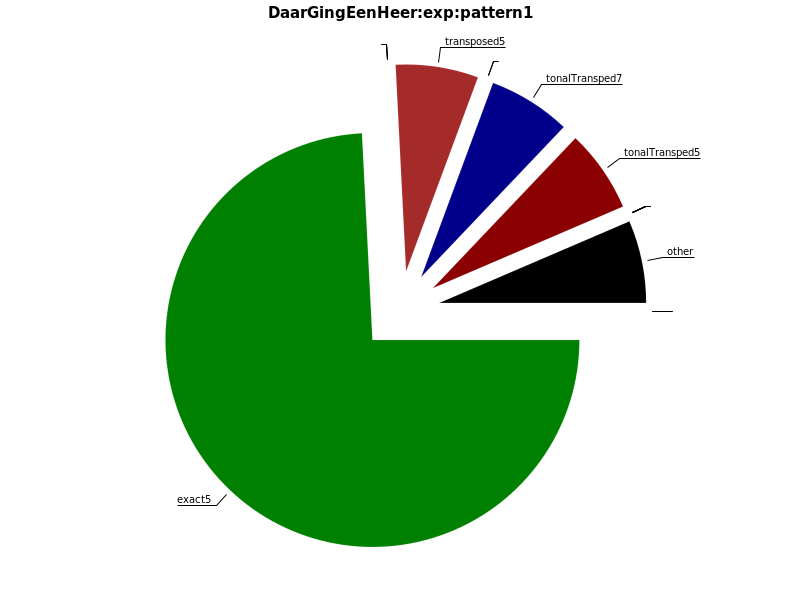 DaarGingEenHeer:exp:pattern1
transposed5
tonalTransped7
tonalTransped5
other
exact5